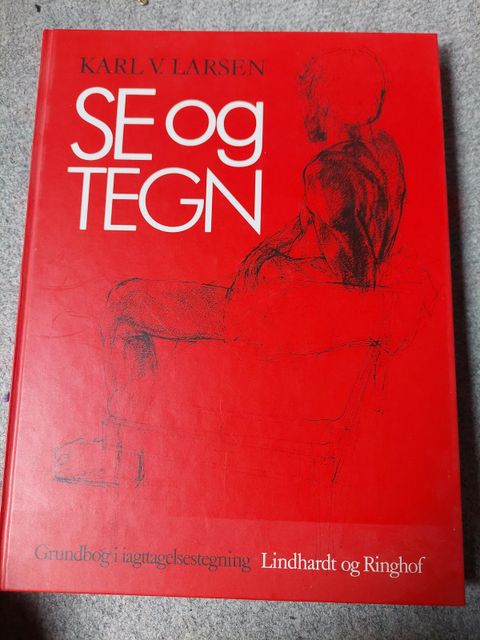 KARL V. LARSEN
SE og
TEGN
Grundbog i iagttagelsestegning Lindhardt og Ringhof